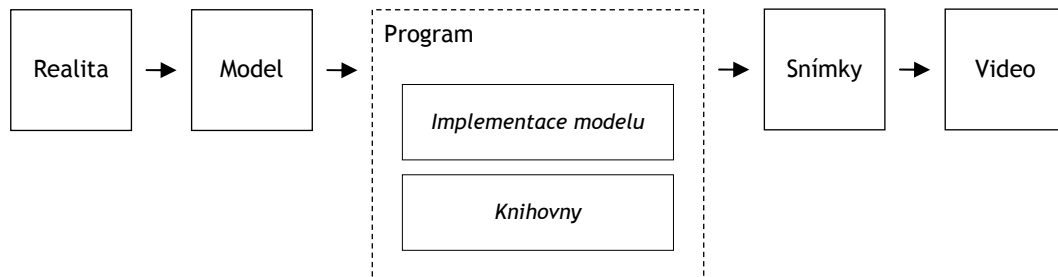 Realita
Model
Program
Implementace modelu
Knihovny
Snímky
Video